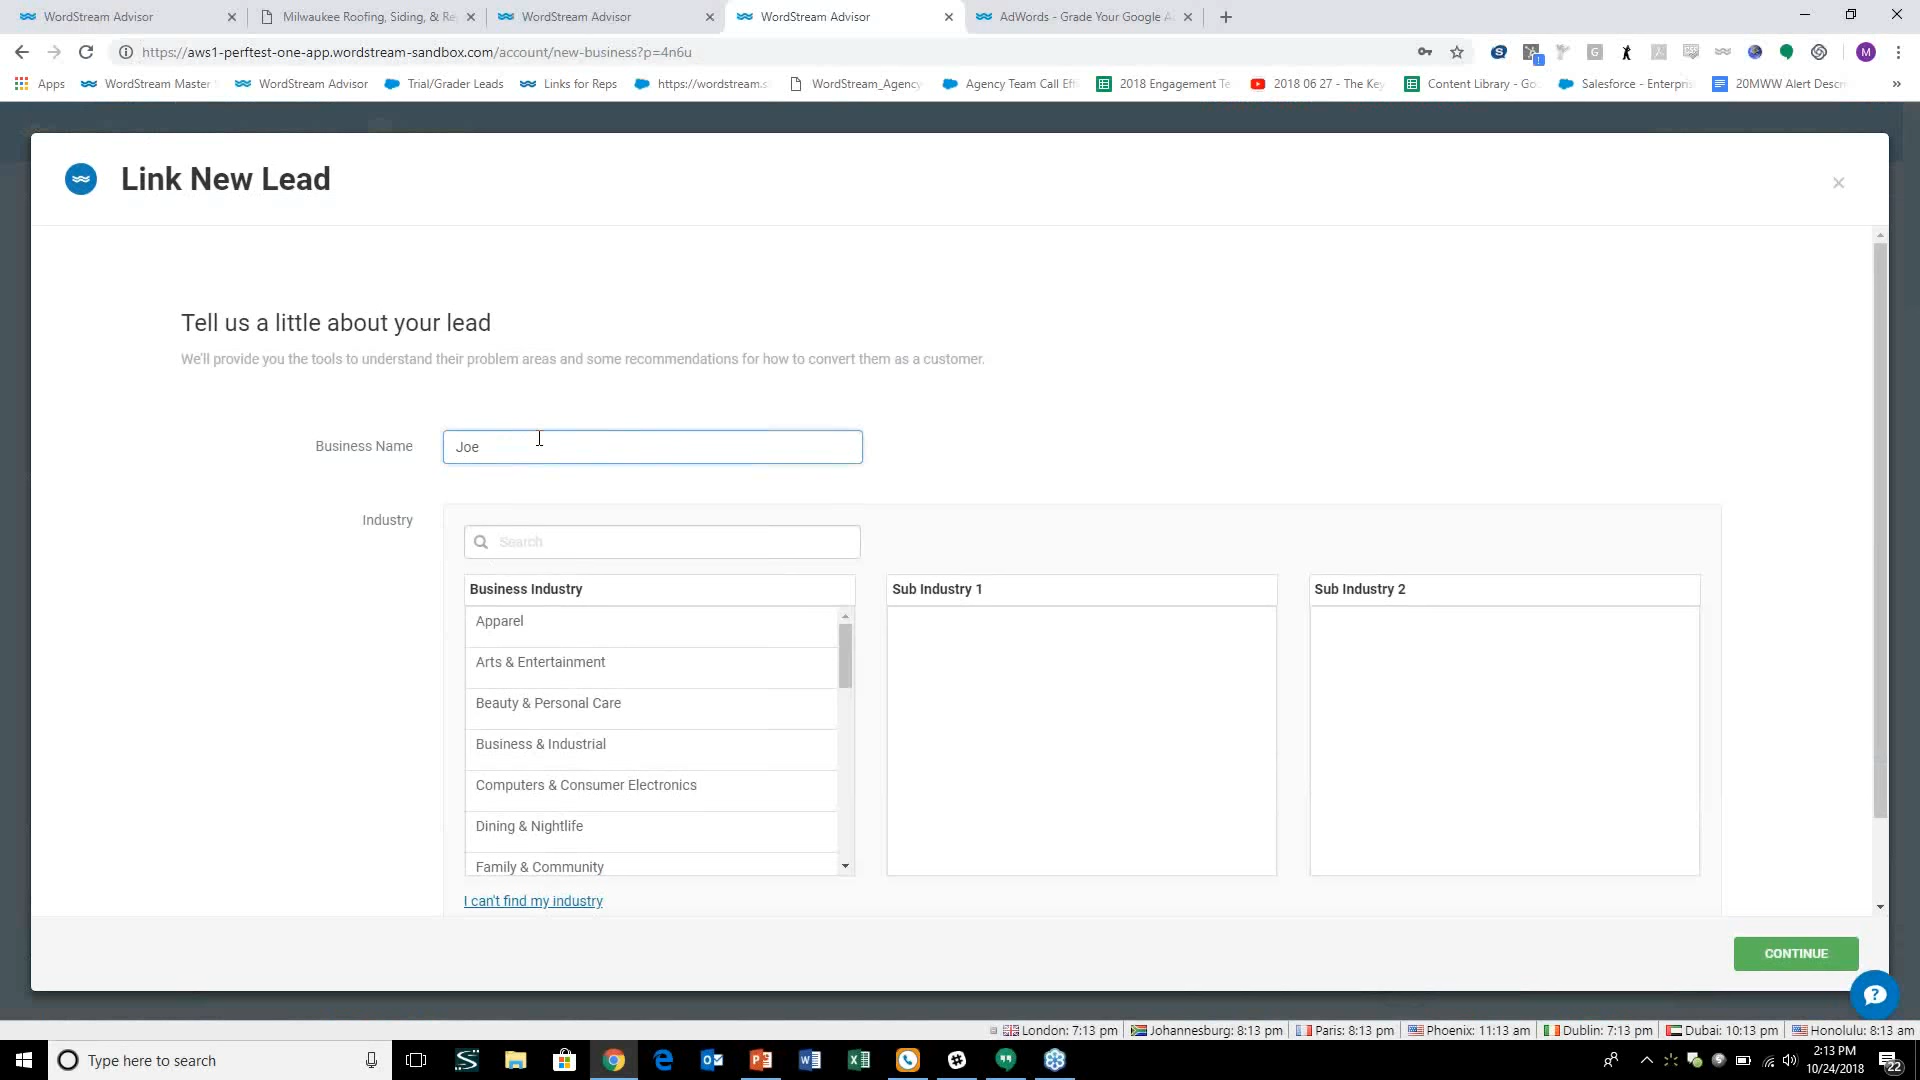 WordStream Advisor
Milwaukee Roofing, Siding, & Re
WordStream Advisor
WordStream Advisor
AdWords - Grade Your Google A
https://aws1-perftest-one-app.wordstream-sandbox.com/account/new-business?p=4n6u
M
Apps
WordStream Master
WordStream Advisor
Trial/Grader Leads
Links for Reps
https://wordstream.s
WordStream_Agency
Agency Team Call Eff
2018 Engagement Te
2018 06 27 - The Key
Content Library - Go
Salesforce - Enterpris
20MWW Alert Descri
Link New Lead
Tell us a little about your lead
We'll provide you the tools to understand their problem areas and some recommendations for how to convert them as a customer.
Business Name
Joe
Industry
Search
Business Industry
Sub Industry 1
Sub Industry 2
Apparel
Arts & Entertainment
Beauty & Personal Care
Business & Industrial
Computers & Consumer Electronics
Dining & Nightlife
Family & Community
I can't find my industry
CONTINUE
London: 7:13 pm
Johannesburg: 8:13 pm
Paris: 8:13 pm
Phoenix: 11:13 am
Dublin: 7:13 pm
Dubai: 10:13 pm
Honolulu: 8:13 am
Type here to search
2:13 PM
10/24/2018
22